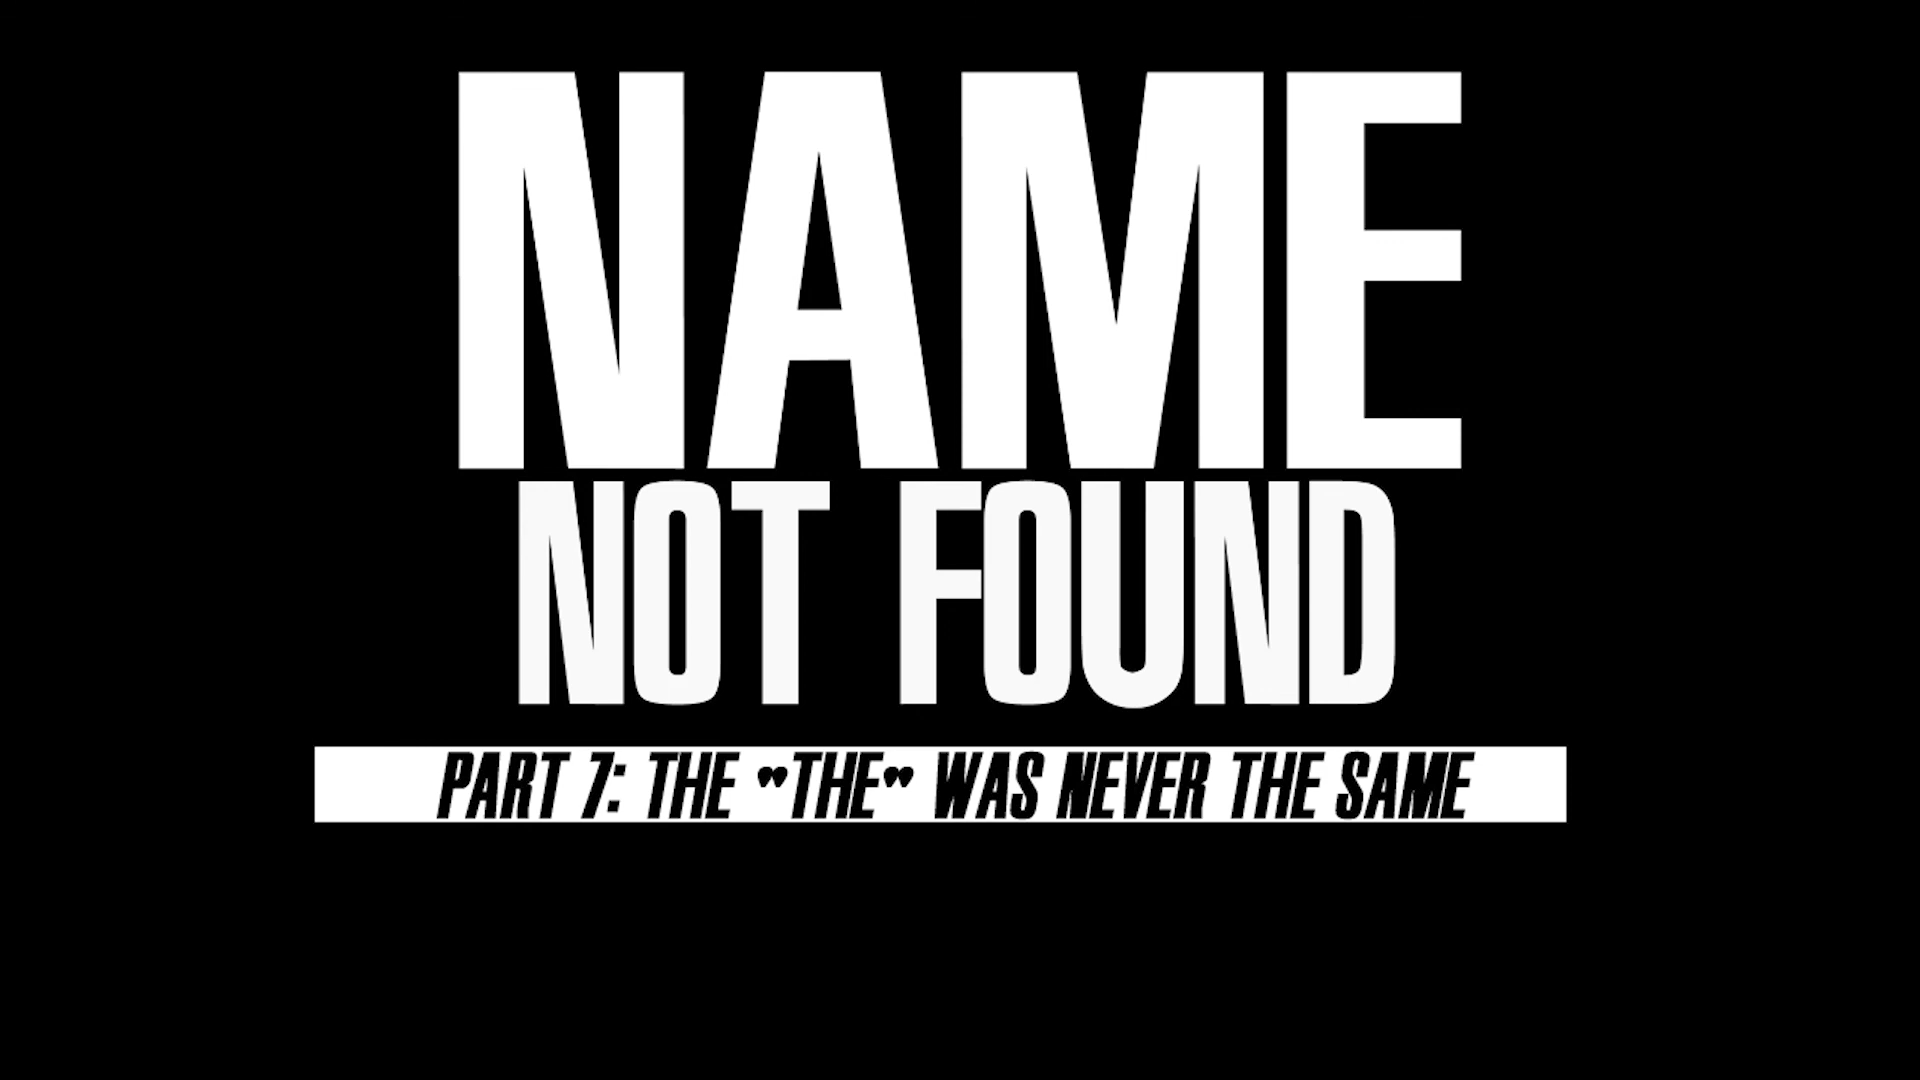 NAME
NOT FOUND
PART 7: THE ”THE” WAS NEVER THE SAME